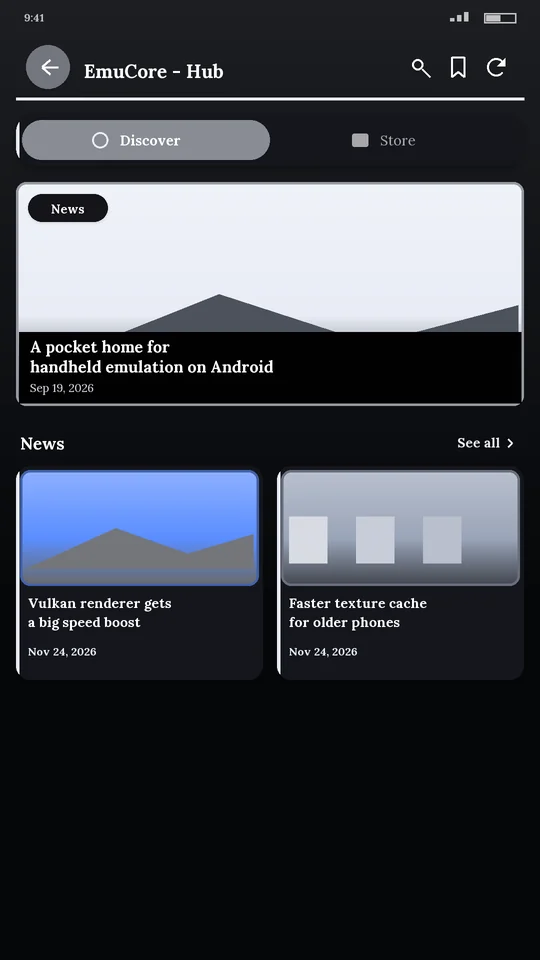 9:41
EmuCore - Hub
Discover
Store
News
A pocket home for
handheld emulation on Android
Sep 19, 2026
News
See all
Vulkan renderer gets
a big speed boost
Nov 24, 2026
Faster texture cache
for older phones
Nov 24, 2026